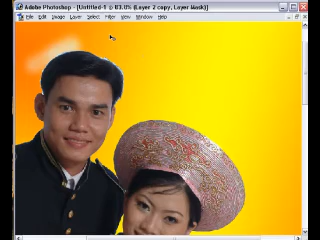 Adobe Photoshop - [Untitled-1 @ 83.0% (Layer 2 copy, Layer Mask)]
File Edit Image Layer Select Filter View Window Help